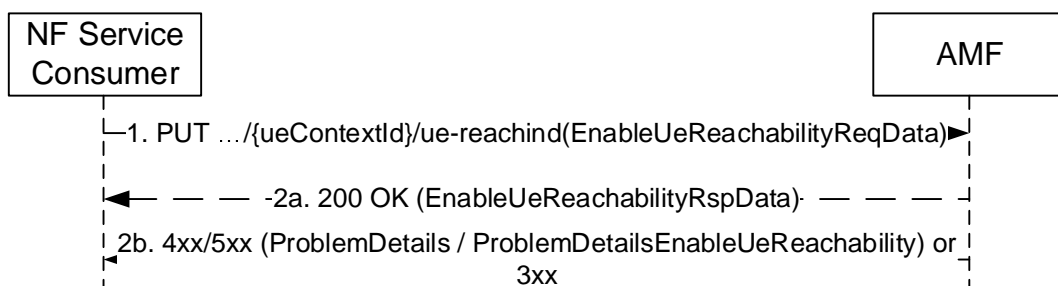 NF Service
Consumer
AMF
1. PUT .../{ueContextId}/ue-reachind(EnableUeReachabilityReqData)
2a. 200 OK (EnableUeReachabilityRspData)
2b. 4xx/5xx (ProblemDetails / ProblemDetailsEnableUeReachability) or
3xx